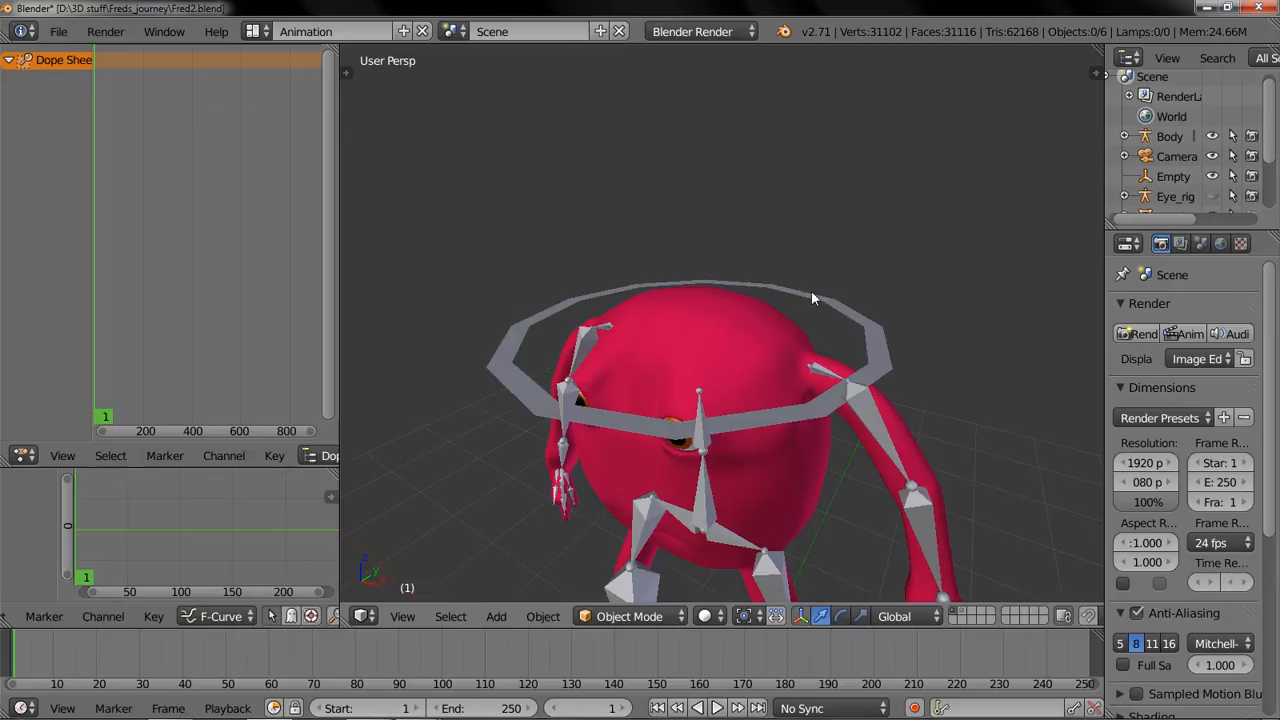 Blender* [D:\3D stuff\Freds_journey\Fred2.blend]
File Render Window Help Animation Scene Blender Render v2.71 | Verts:31102 | Faces:31116 | Tris:62168 | Objects:0/6 | Lamps:0/0 | Mem:24.66M
Dope Shee
User Persp
View Search All S
Scene
RenderLa
World
Body
Camera
Empty
Eye_rig
Scene
Render
Rend Anim Audi
Displa Image Ed
Dimensions
Render Presets
Resolution: Frame R...
1920 p Star: 1
080 p E: 250
100% Fra: 1
Aspect R... Frame R...
:1.000 24 fps
1.000 Time Re...
Anti-Aliasing
5 8 11 16 Mitchell-
Full Sa 1.000
Sampled Motion Blu
Shading
1
200 400 600 800
View Select Marker Channel Key Dop
0
1
50 100 150 200
z
y
x
(1)
Marker Channel Key F-Curve
View Select Add Object Object Mode Global
0 10 20 30 40 50 60 70 80 90 100 110 120 130 140 150 160 170 180 190 200 210 220 230 240 250
View Marker Frame Playback Start: 1 End: 250 1 No Sync